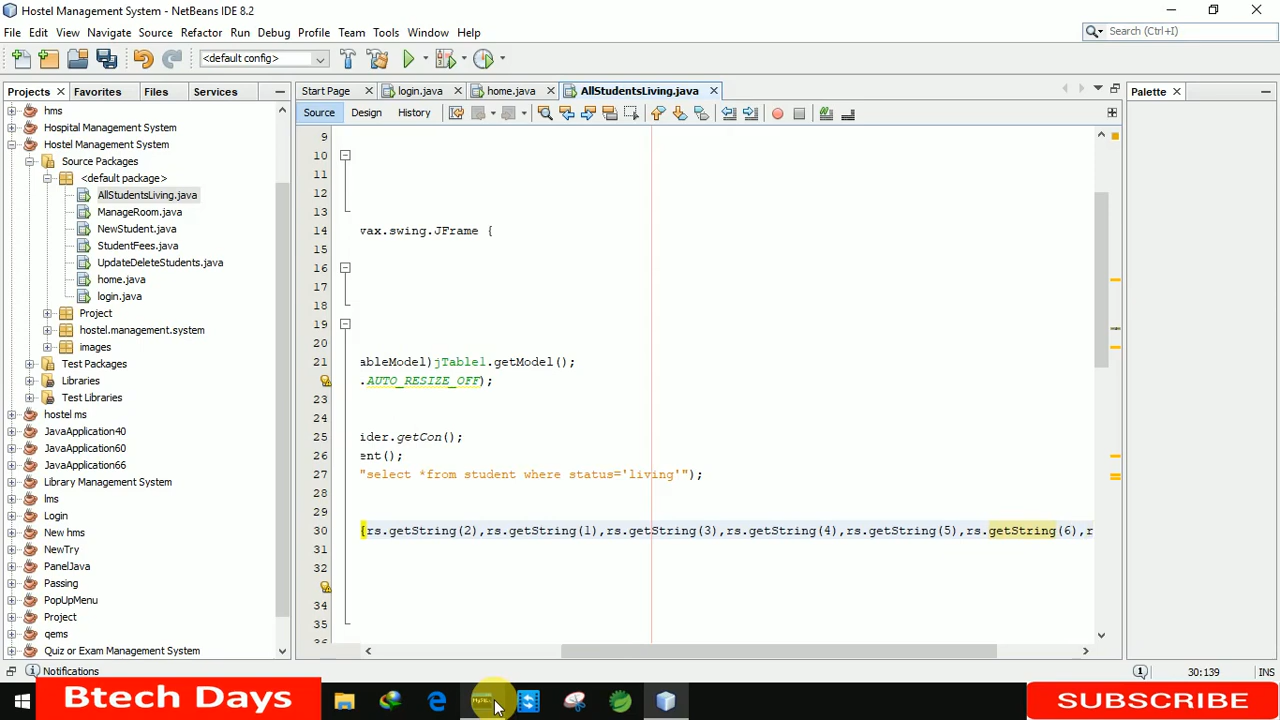 Hostel Management System - NetBeans IDE 8.2
File Edit View Navigate Source Refactor Run Debug Profile Team Tools Window Help
Search (Ctrl+I)
<default config>
Projects Favorites Files Services
Start Page login.java home.java AllStudentsLiving.java
Palette
Source Design History
hms
Hospital Management System
Hostel Management System
Source Packages
<default package>
AllStudentsLiving.java
ManageRoom.java
NewStudent.java
StudentFees.java
UpdateDeleteStudents.java
home.java
login.java
Project
hostel.management.system
images
Test Packages
Libraries
Test Libraries
hostel ms
JavaApplication40
JavaApplication60
JavaApplication66
Library Management System
lms
Login
New hms
NewTry
PanelJava
Passing
PopUpMenu
Project
qems
Quiz or Exam Management System
9
10
11
12
13
14 vax.swing.JFrame {
15
16
17
18
19
20
21 ableModel)jTable1.getModel();
.AUTO_RESIZE_OFF);
23
24
25 ider.getCon();
26 ent();
27 "select *from student where status='living'");
28
29
30 {rs.getString(2),rs.getString(1),rs.getString(3),rs.getString(4),rs.getString(5),rs.getString(6),r
31
32
34
35
Notifications
30:139 INS
Btech Days
SUBSCRIBE